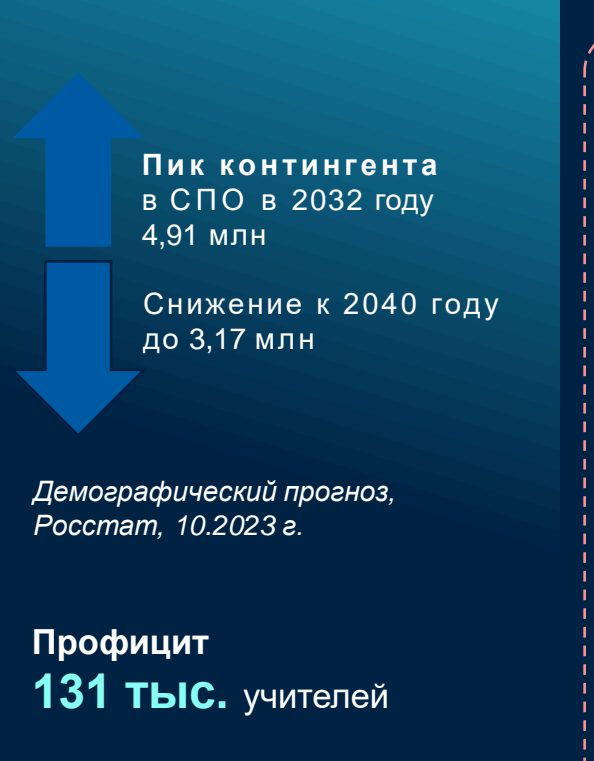 Пик контингента
в СПО в 2032 году
4,91 млн
Снижение к 2040 году
до 3,17 млн
Демографический прогноз,
Росстат, 10.2023 г.
Профицит
131 тыс. учителей